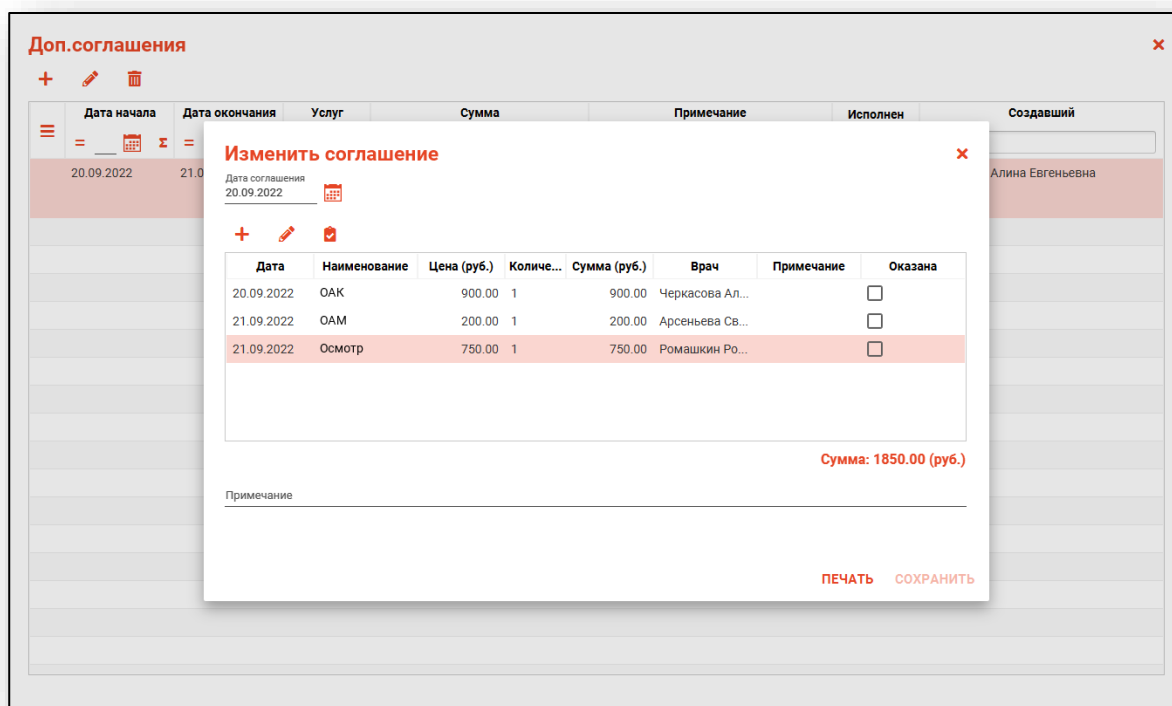 Доп.соглашения
Дата начала Дата окончания Услуг Сумма Примечание Исполнен Создавший
= Σ =
20.09.2022 21.0 Алина Евгеньевна
Изменить соглашение
Дата соглашения
20.09.2022
Дата Наименование Цена (руб.) Количе... Сумма (руб.) Врач Примечание Оказана
20.09.2022 ОАК 900.00 1 900.00 Черкасова Ал...
21.09.2022 ОАМ 200.00 1 200.00 Арсеньева Св...
21.09.2022 Осмотр 750.00 1 750.00 Ромашкин Ро...
Сумма: 1850.00 (руб.)
Примечание
ПЕЧАТЬ СОХРАНИТЬ